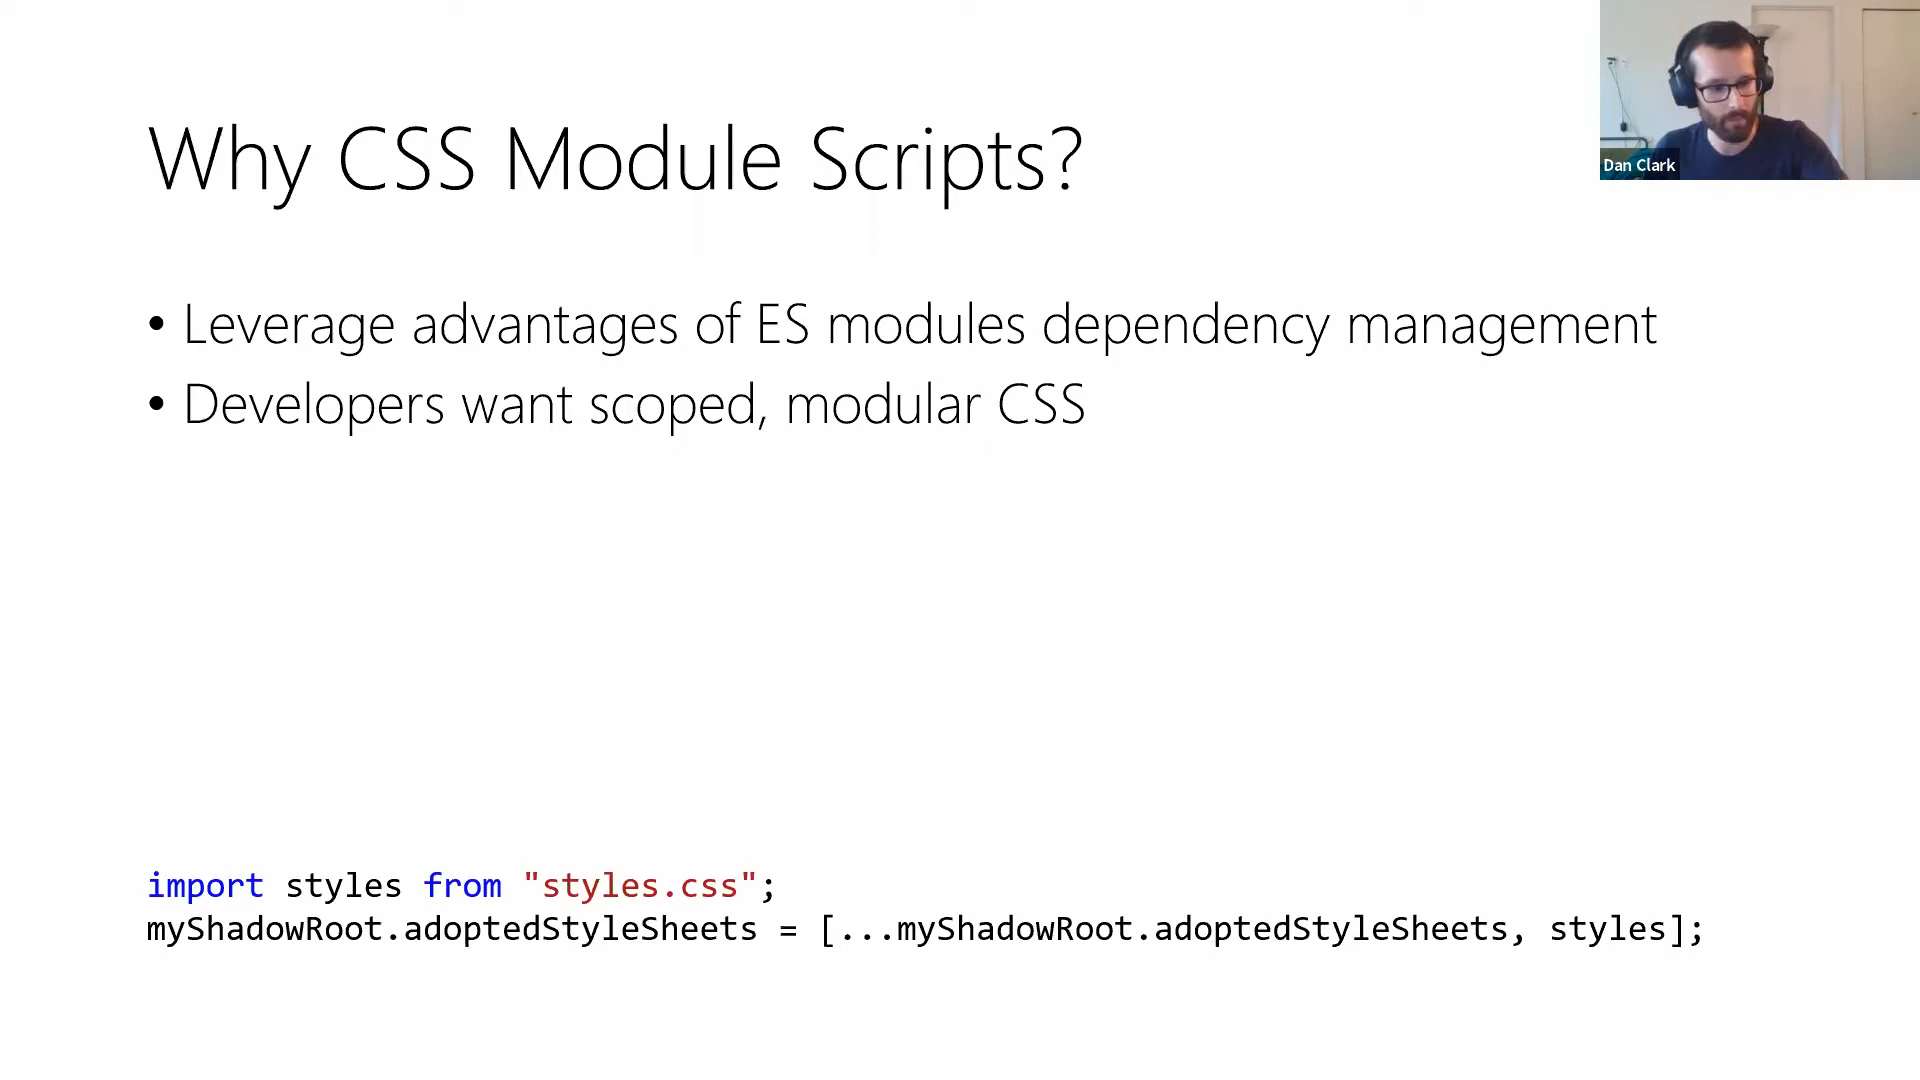 Why CSS Module Scripts?
Dan Clark
• Leverage advantages of ES modules dependency management
• Developers want scoped, modular CSS
import styles from "styles.css";
myShadowRoot.adoptedStyleSheets = [...myShadowRoot.adoptedStyleSheets, styles];